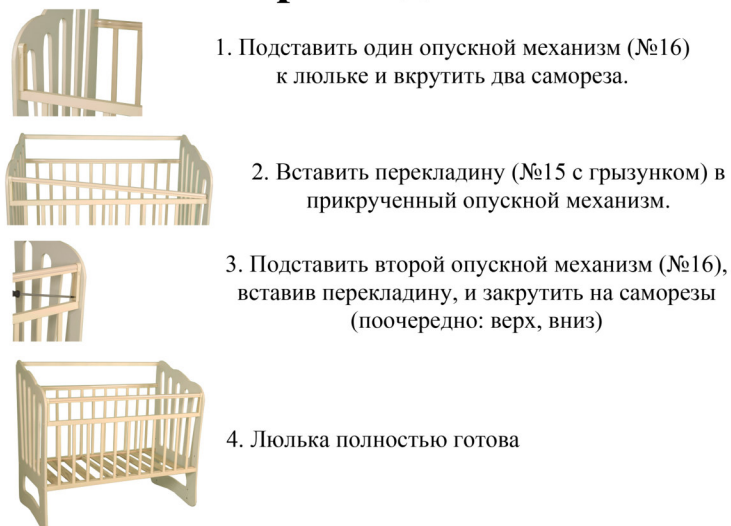 1. Подставить один опускной механизм (№16)
к люльке и вкрутить два самореза.
2. Вставить перекладину (№15 с грызунком) в
прикрученный опускной механизм.
3. Подставить второй опускной механизм (№16),
вставив перекладину, и закрутить на саморезы
(поочередно: верх, вниз)
4. Люлька полностью готова